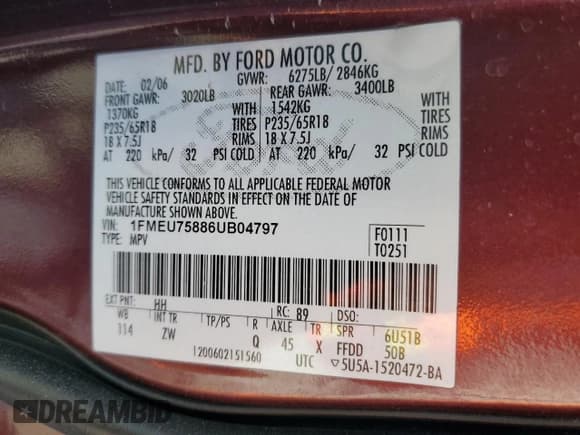 MFD. BY FORD MOTOR CO.
DATE: 02/06 GVWR: 6275LB/ 2846KG
FRONT GAWR: 3020LB REAR GAWR: 3400LB
1370KG WITH 1542KG WITH
P235/65R18 TIRES P235/65R18 TIRES
18 X 7.5J RIMS 18 X 7.5J RIMS
AT 220 kPa/ 32 PSI COLD AT 220 kPa/ 32 PSI COLD
THIS VEHICLE CONFORMS TO ALL APPLICABLE FEDERAL MOTOR
VEHICLE SAFETY STANDARDS IN EFFECT ON THE DATE OF
MANUFACTURE SHOWN ABOVE.
VIN: 1FMEU75886UB04797 F0111
TYPE: MPV T0251
EXT PNT: HH RC: 89 DSO:
WB INT TR TP/PS R AXLE TR SPR 6U51B
114 ZW Q 45 X FFDD 50B
1200602151560 UTC ▽5U5A-1520472-BA
DREAMBID